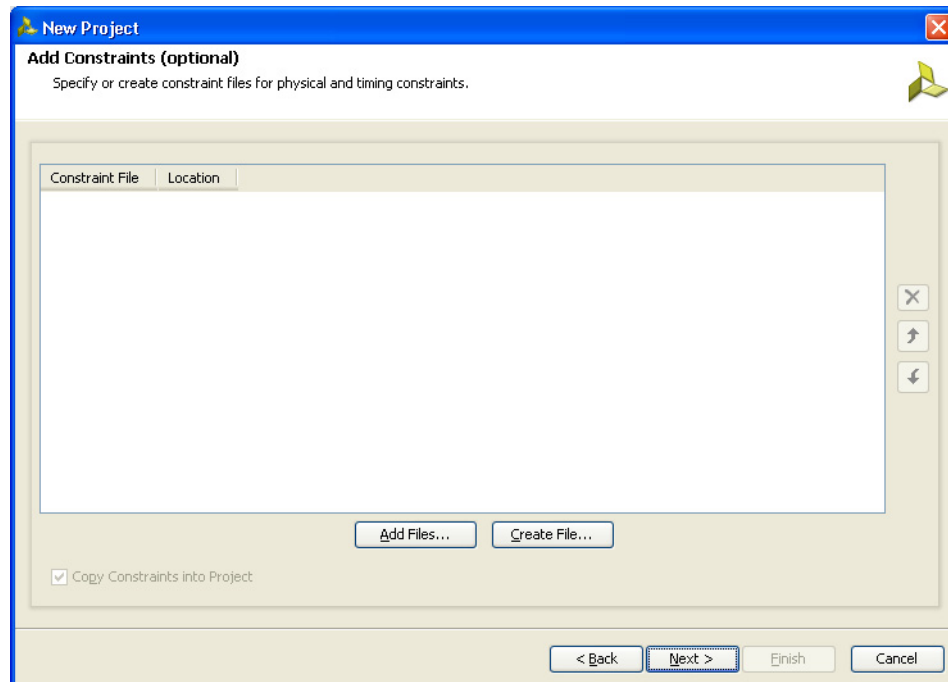 New Project
Add Constraints (optional)
Specify or create constraint files for physical and timing constraints.
Constraint File Location
Add Files... Create File...
Copy Constraints into Project
< Back Next > Finish Cancel